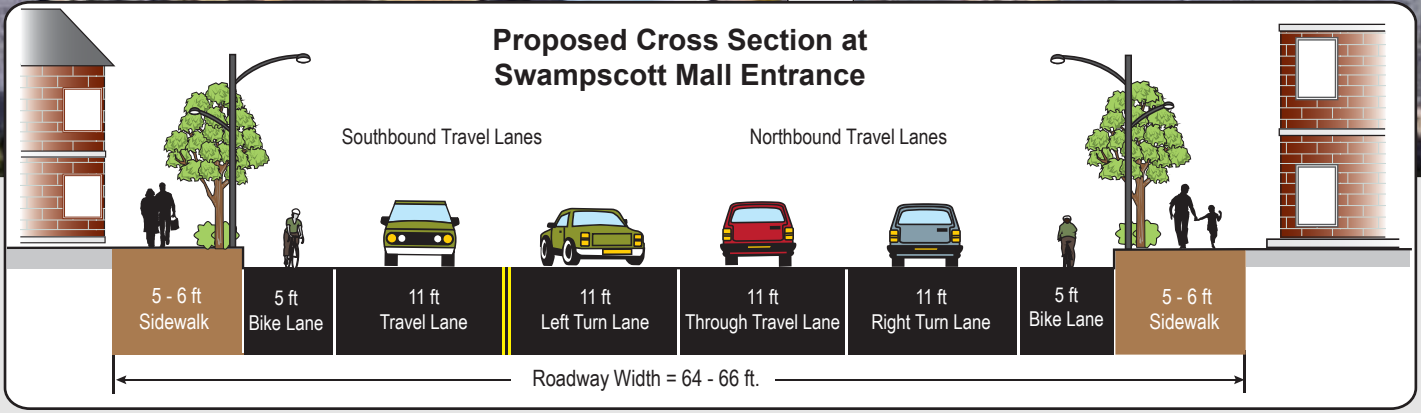 Proposed Cross Section at
Swampscott Mall Entrance
Southbound Travel Lanes
Northbound Travel Lanes
5 - 6 ft
Sidewalk
5 ft
Bike Lane
11 ft
Travel Lane
11 ft
Left Turn Lane
11 ft
Through Travel Lane
11 ft
Right Turn Lane
5 ft
Bike Lane
5 - 6 ft
Sidewalk
Roadway Width = 64 - 66 ft.